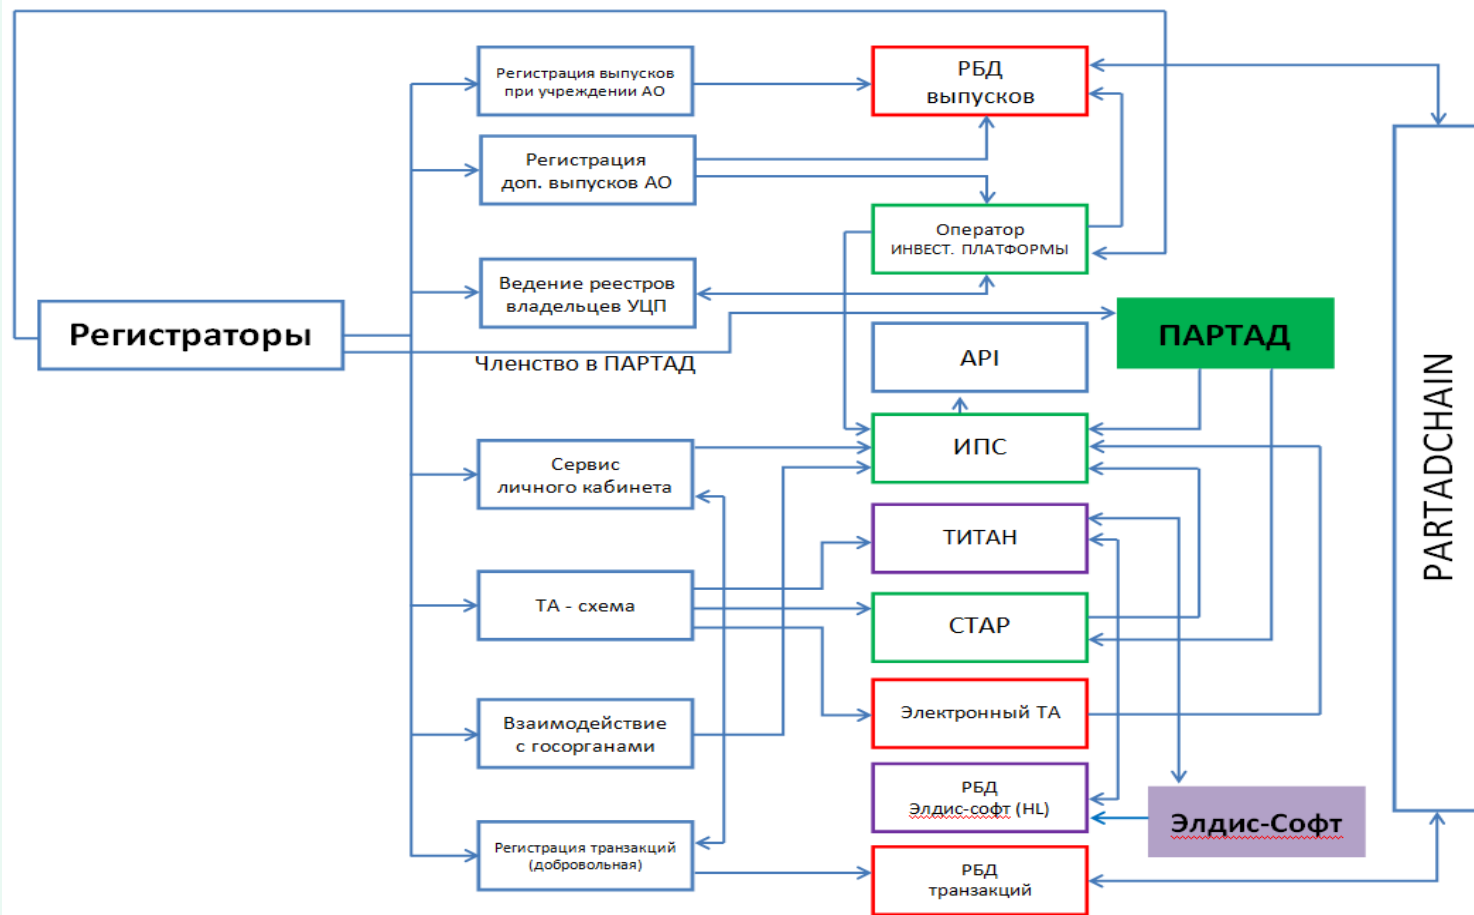 Регистрация выпусков
при учреждении АО
РБД
выпусков
Регистрация
доп. выпусков АО
Оператор
ИНВЕСТ. ПЛАТФОРМЫ
Ведение реестров
владельцев УЦП
Регистраторы
ПАРТАД
Членство в ПАРТАД
API
PARTADCHAIN
ИПС
Сервис
личного кабинета
ТИТАН
ТА - схема
СТАР
Электронный ТА
Взаимодействие
с госорганами
РБД
Элдис-софт (HL)
Элдис-Софт
Регистрация транзакций
(добровольная)
РБД
транзакций